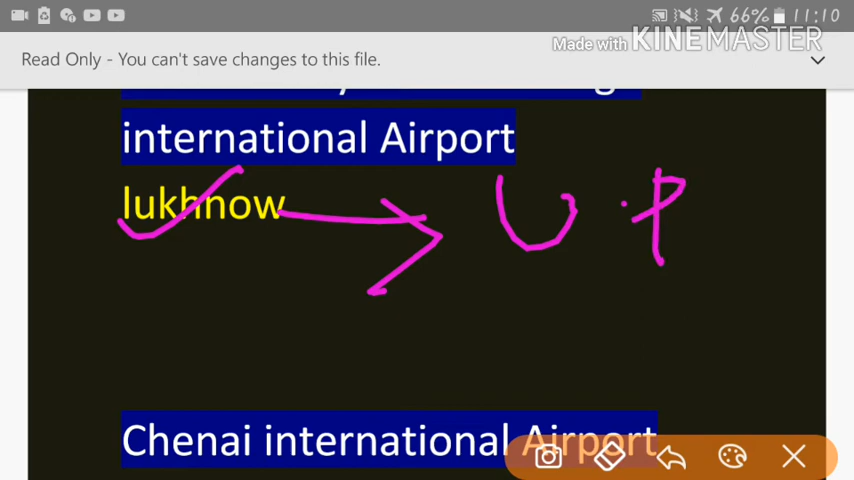 66% 11:10
Made with KINEMASTER
Read Only - You can't save changes to this file.
international Airport
lukhnow U.P
Chenai international Airport